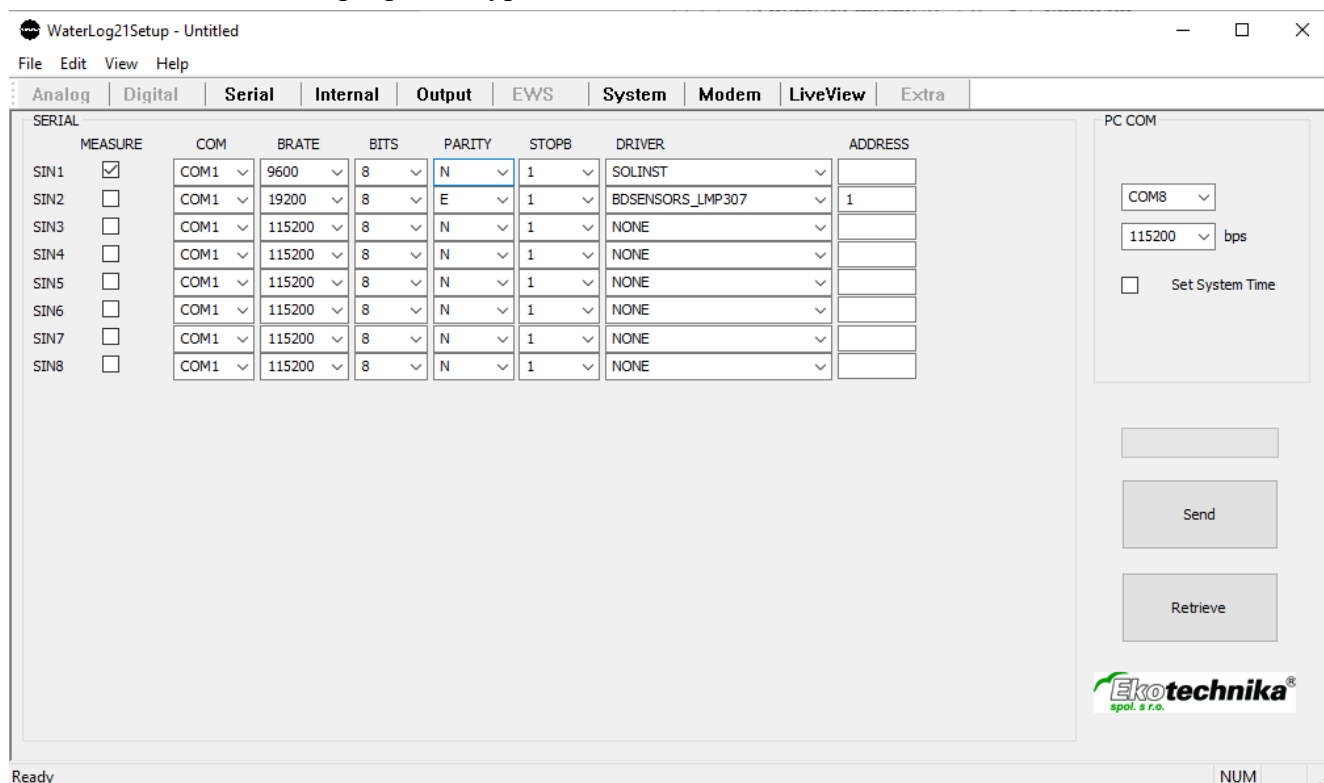 WaterLog21Setup - Untitled
File Edit View Help
Analog Digital Serial Internal Output EWS System Modem LiveView Extra
SERIAL
MEASURE COM BRATE BITS PARITY STOPB DRIVER ADDRESS
SIN1 COM1 9600 8 N 1 SOLINST
SIN2 COM1 19200 8 E 1 BDSENSORS_LMP307 1
SIN3 COM1 115200 8 N 1 NONE
SIN4 COM1 115200 8 N 1 NONE
SIN5 COM1 115200 8 N 1 NONE
SIN6 COM1 115200 8 N 1 NONE
SIN7 COM1 115200 8 N 1 NONE
SIN8 COM1 115200 8 N 1 NONE
PC COM
COM8
115200 bps
Set System Time
Send
Retrieve
Ekotechnika®
spol. s r.o.
Ready NUM